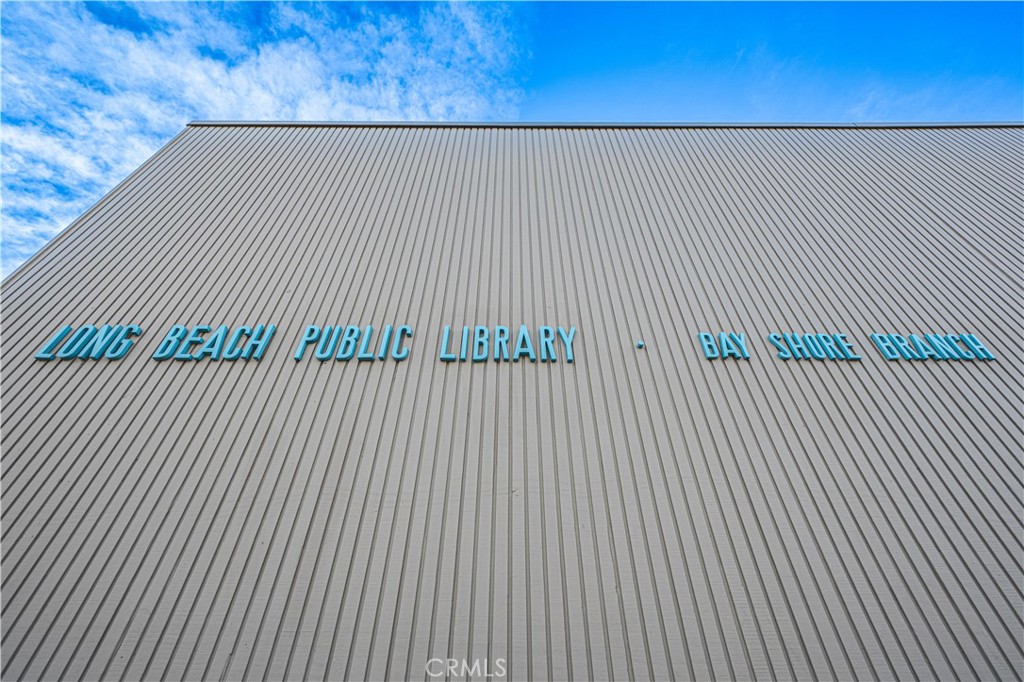 LONG BEACH PUBLIC LIBRARY · BAY SHORE BRANCH
CRMLS